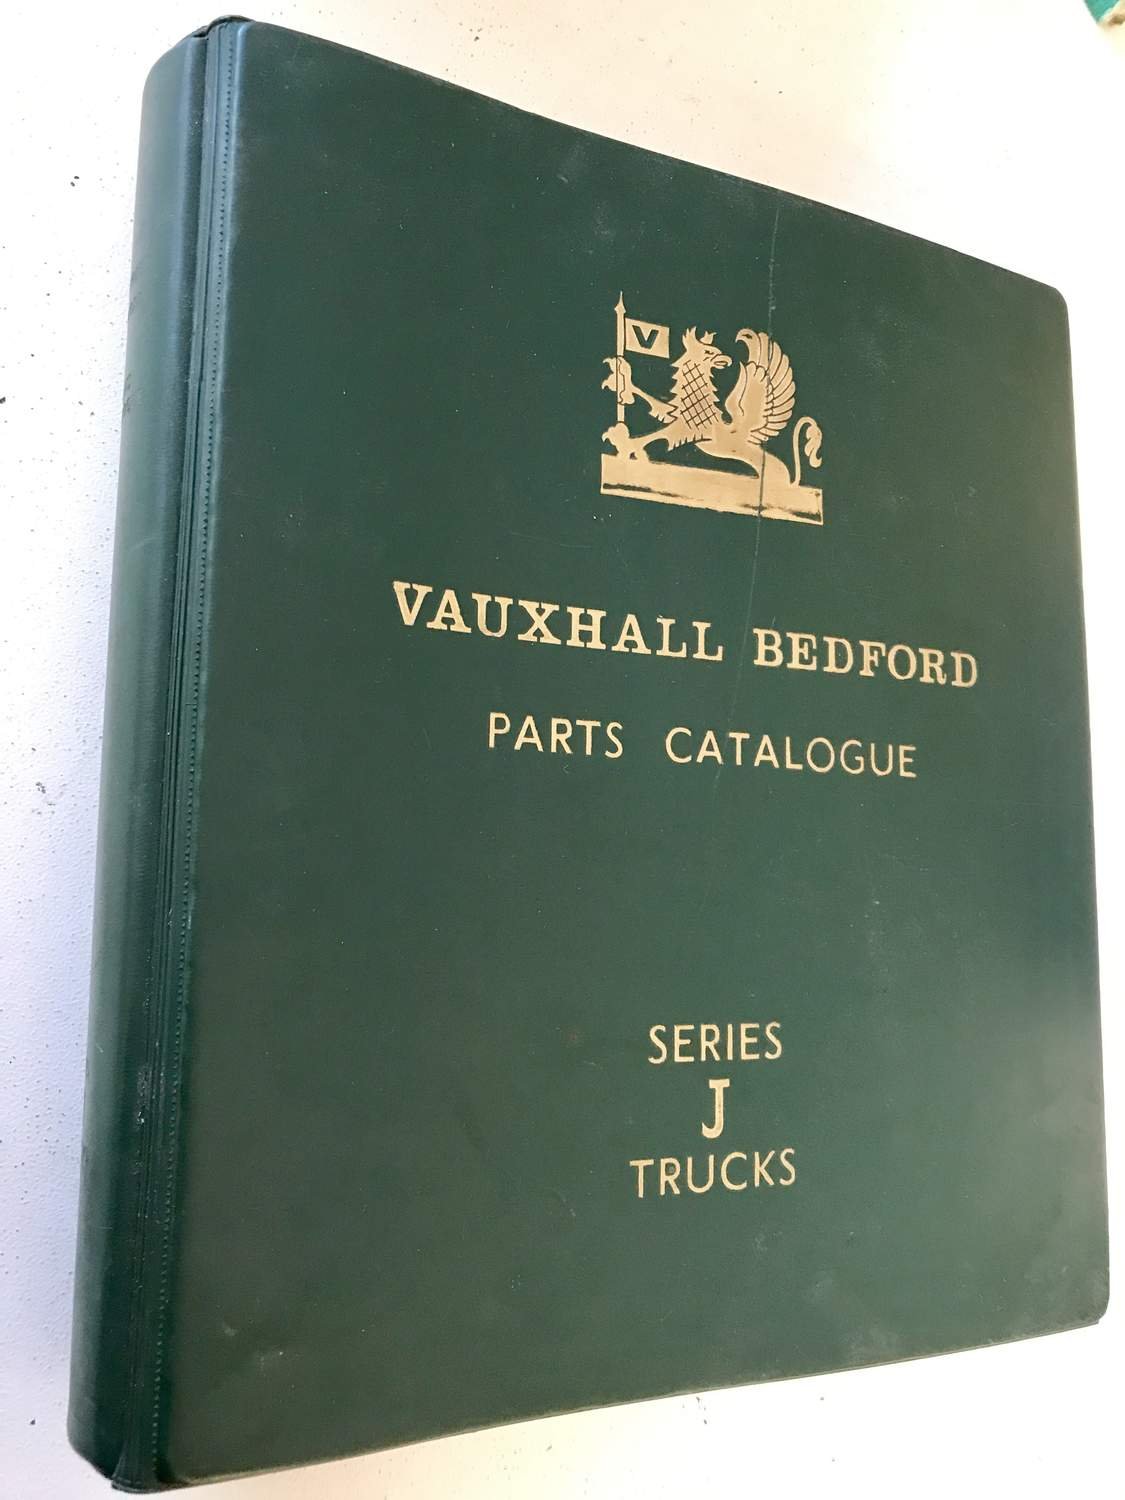 V
VAUXHALL BEDFORD
PARTS CATALOGUE
SERIES
J
TRUCKS